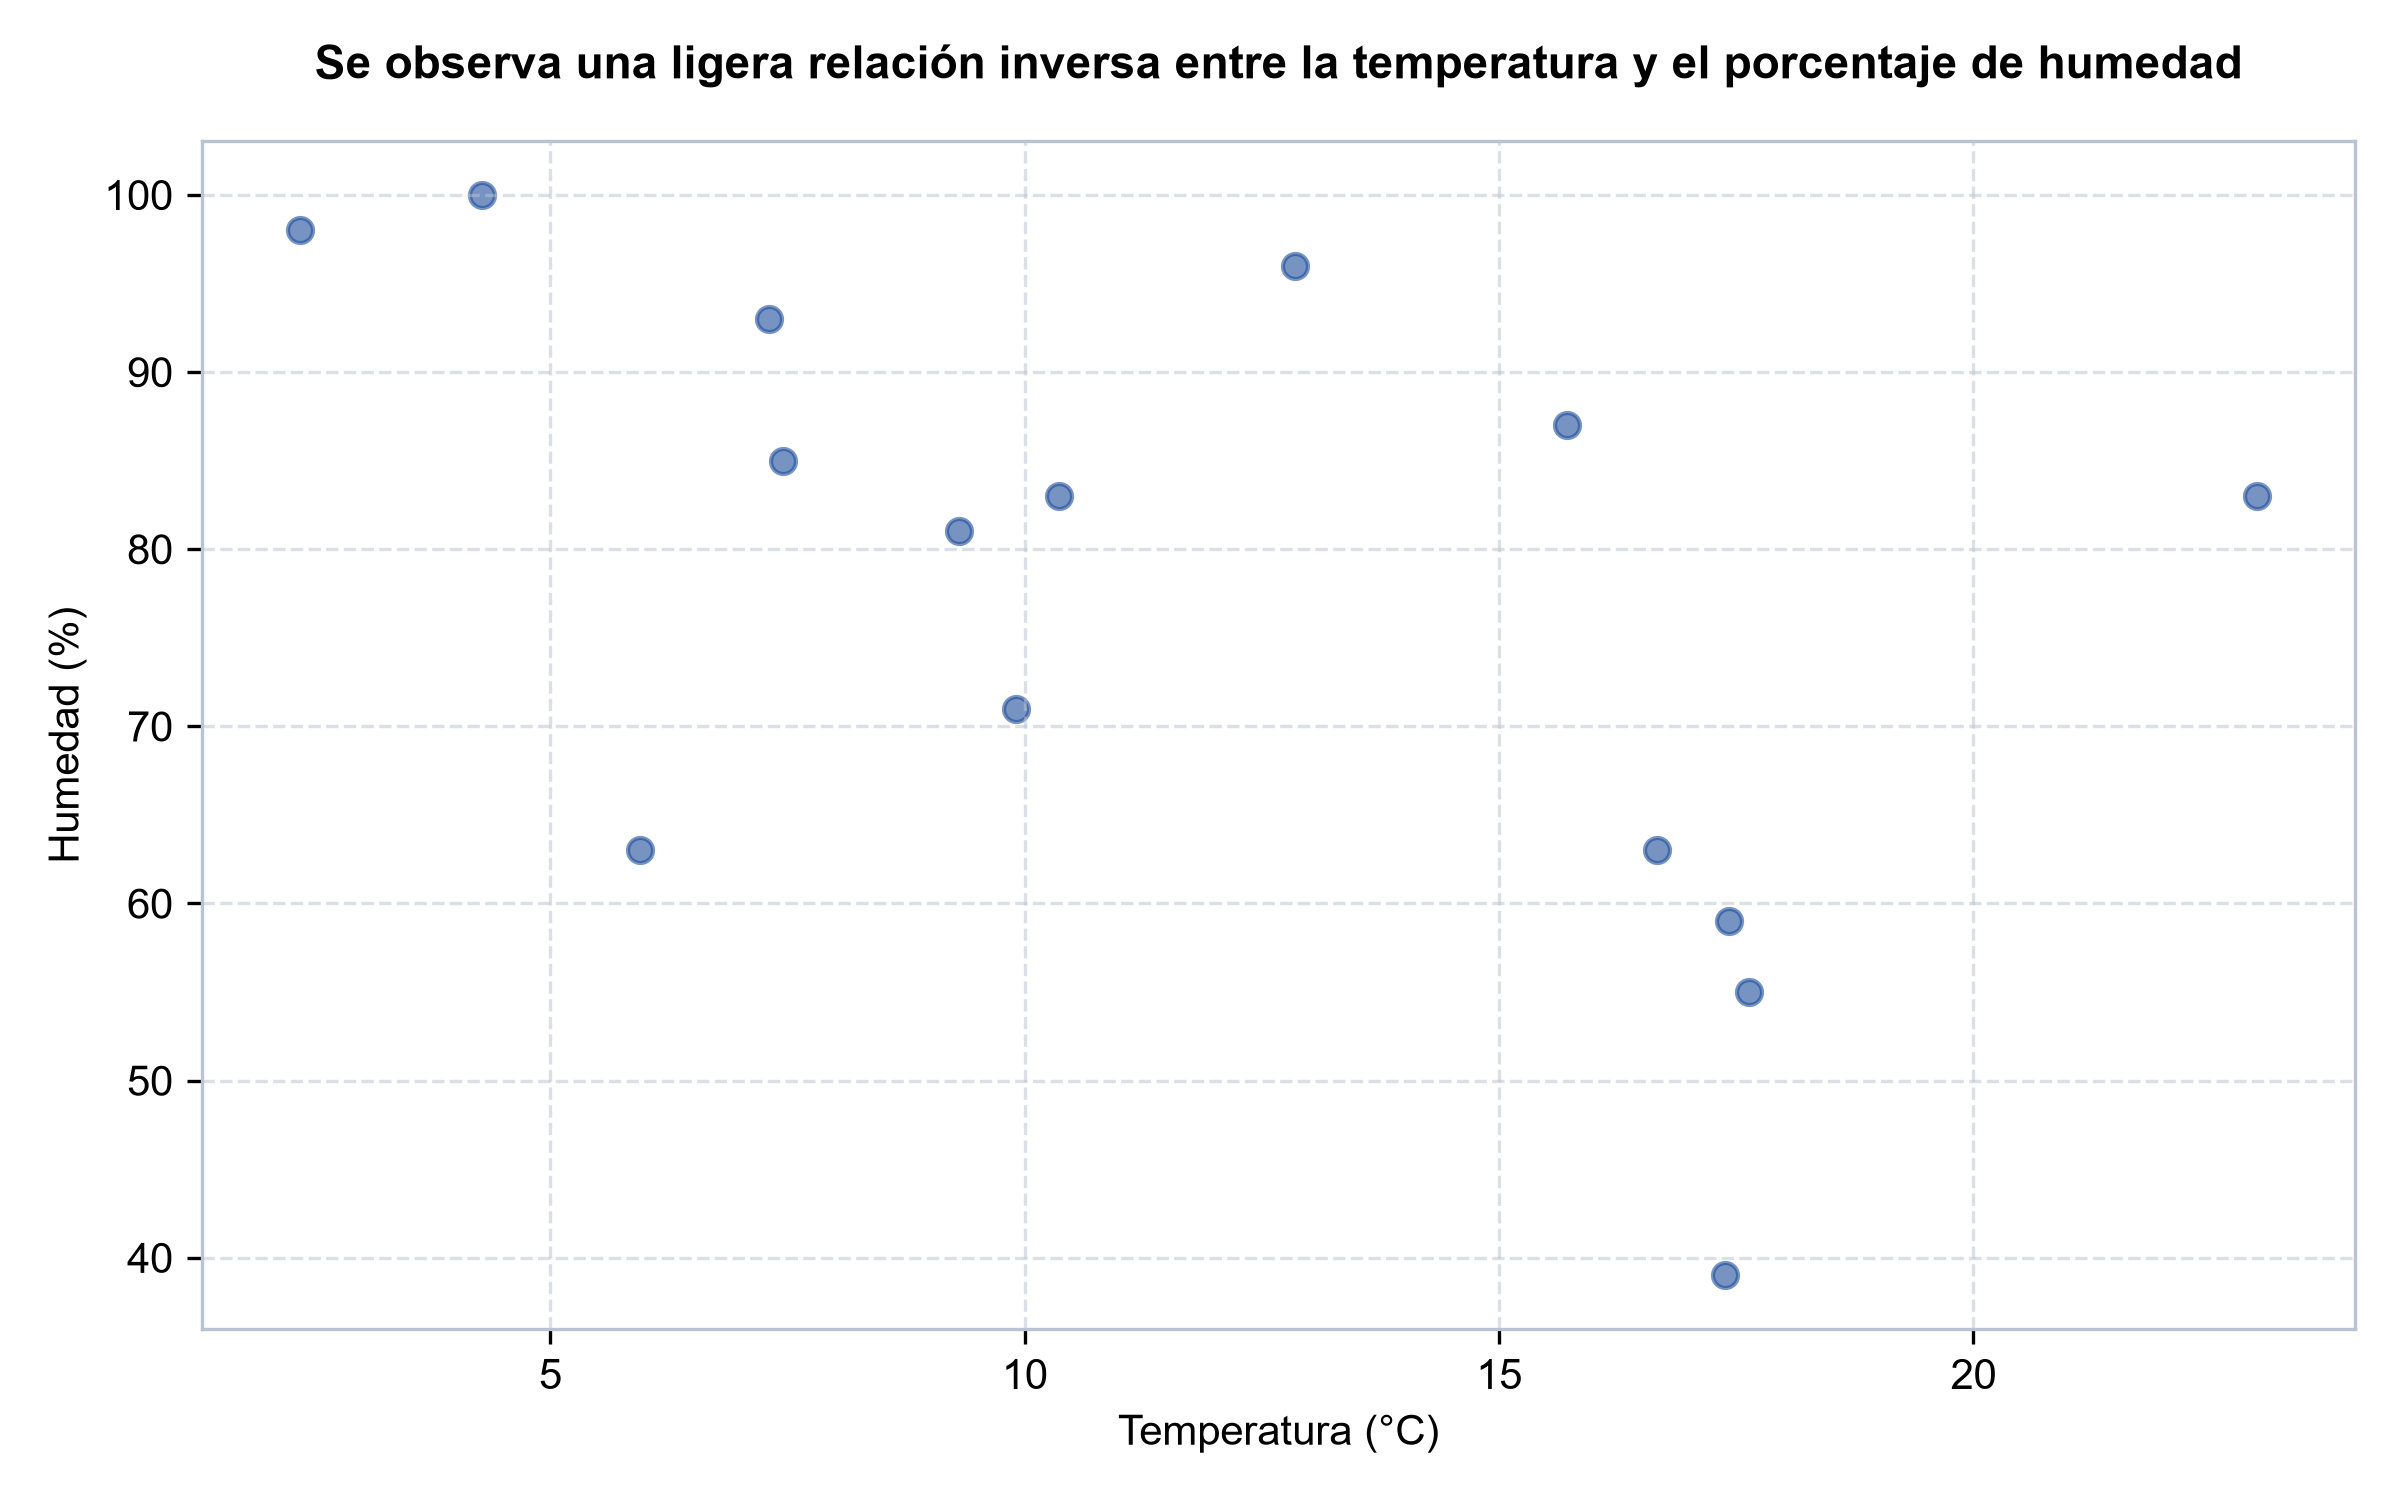 Se observa una ligera relación inversa entre la temperatura y el porcentaje de humedad
100
90
80
70
60
50
40
Humedad (%)
5 10 15 20
Temperatura (°C)